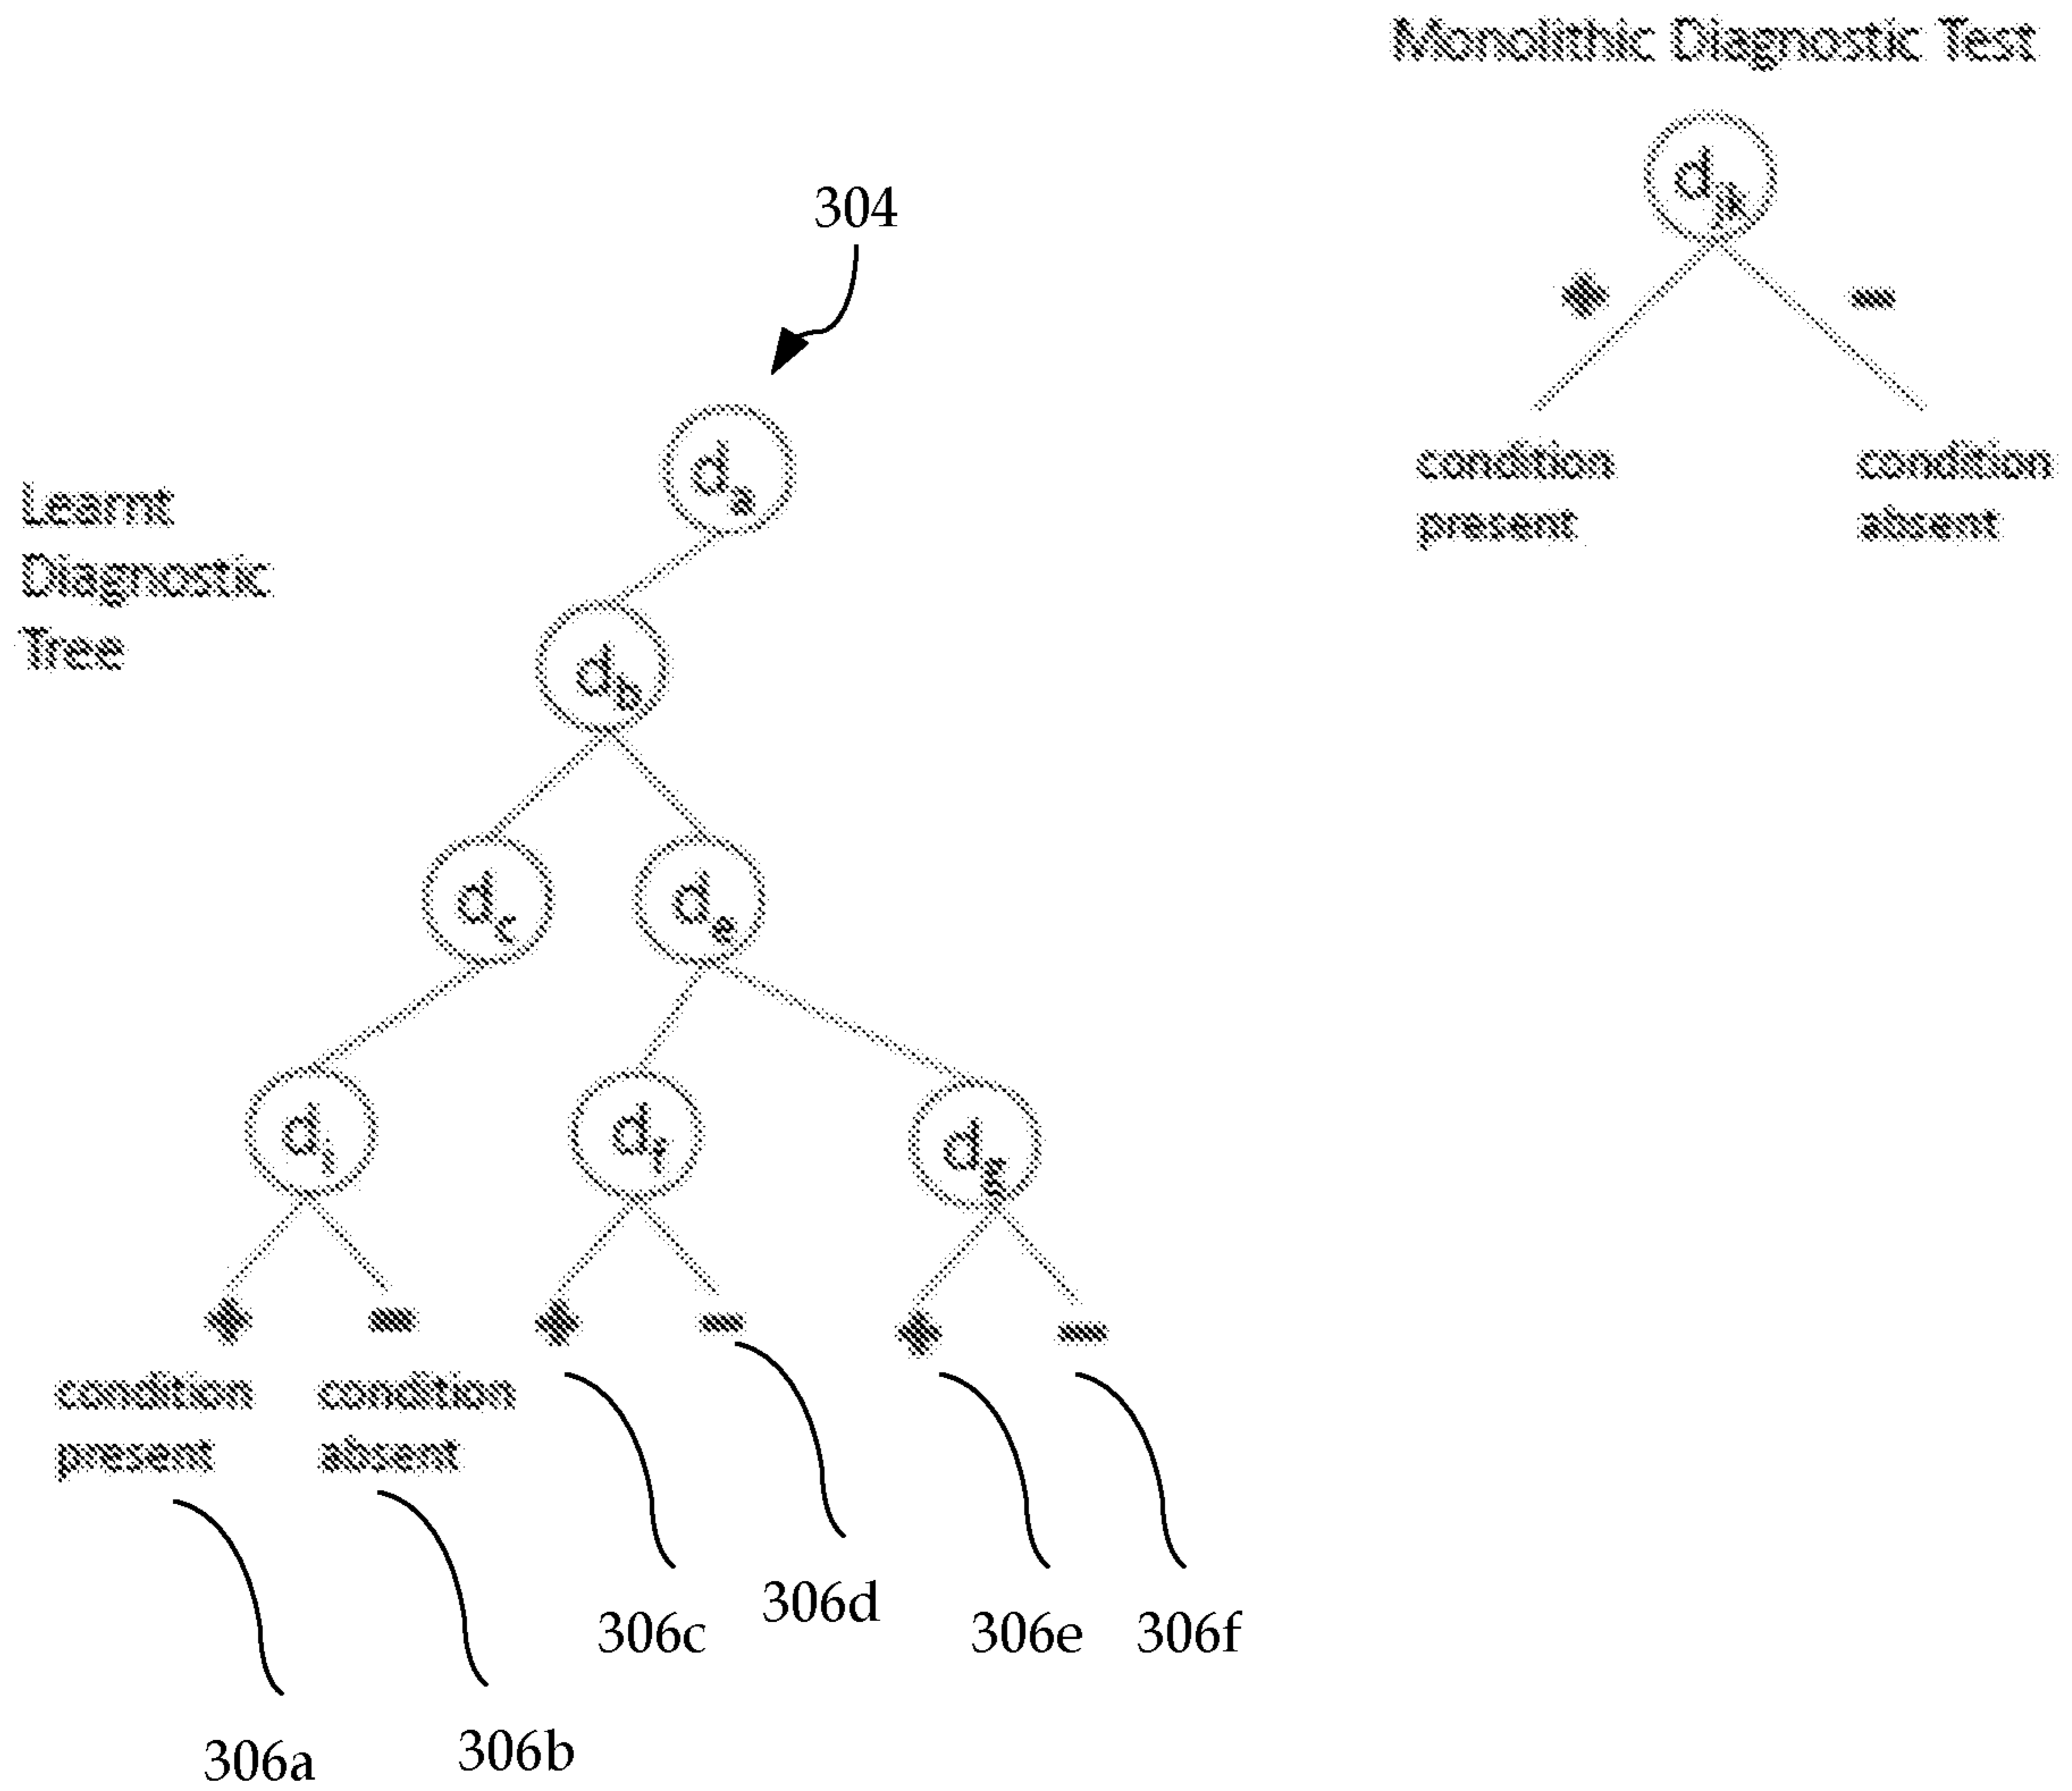 Monolithic Diagnostic Test
+
-
condition present
condition absent
304
Learnt
Diagnostic
Tree
d a
d b
d e
d f
d g
+
-
+
-
+
-
condition present
condition absent
306a
306b
306c
306d
306e
306f